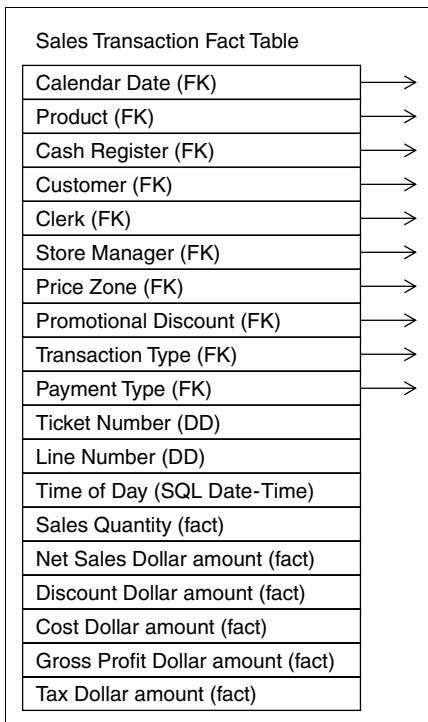 Sales Transaction Fact Table
Calendar Date (FK)
Product (FK)
Cash Register (FK)
Customer (FK)
Clerk (FK)
Store Manager (FK)
Price Zone (FK)
Promotional Discount (FK)
Transaction Type (FK)
Payment Type (FK)
Ticket Number (DD)
Line Number (DD)
Time of Day (SQL Date-Time)
Sales Quantity (fact)
Net Sales Dollar amount (fact)
Discount Dollar amount (fact)
Cost Dollar amount (fact)
Gross Profit Dollar amount (fact)
Tax Dollar amount (fact)